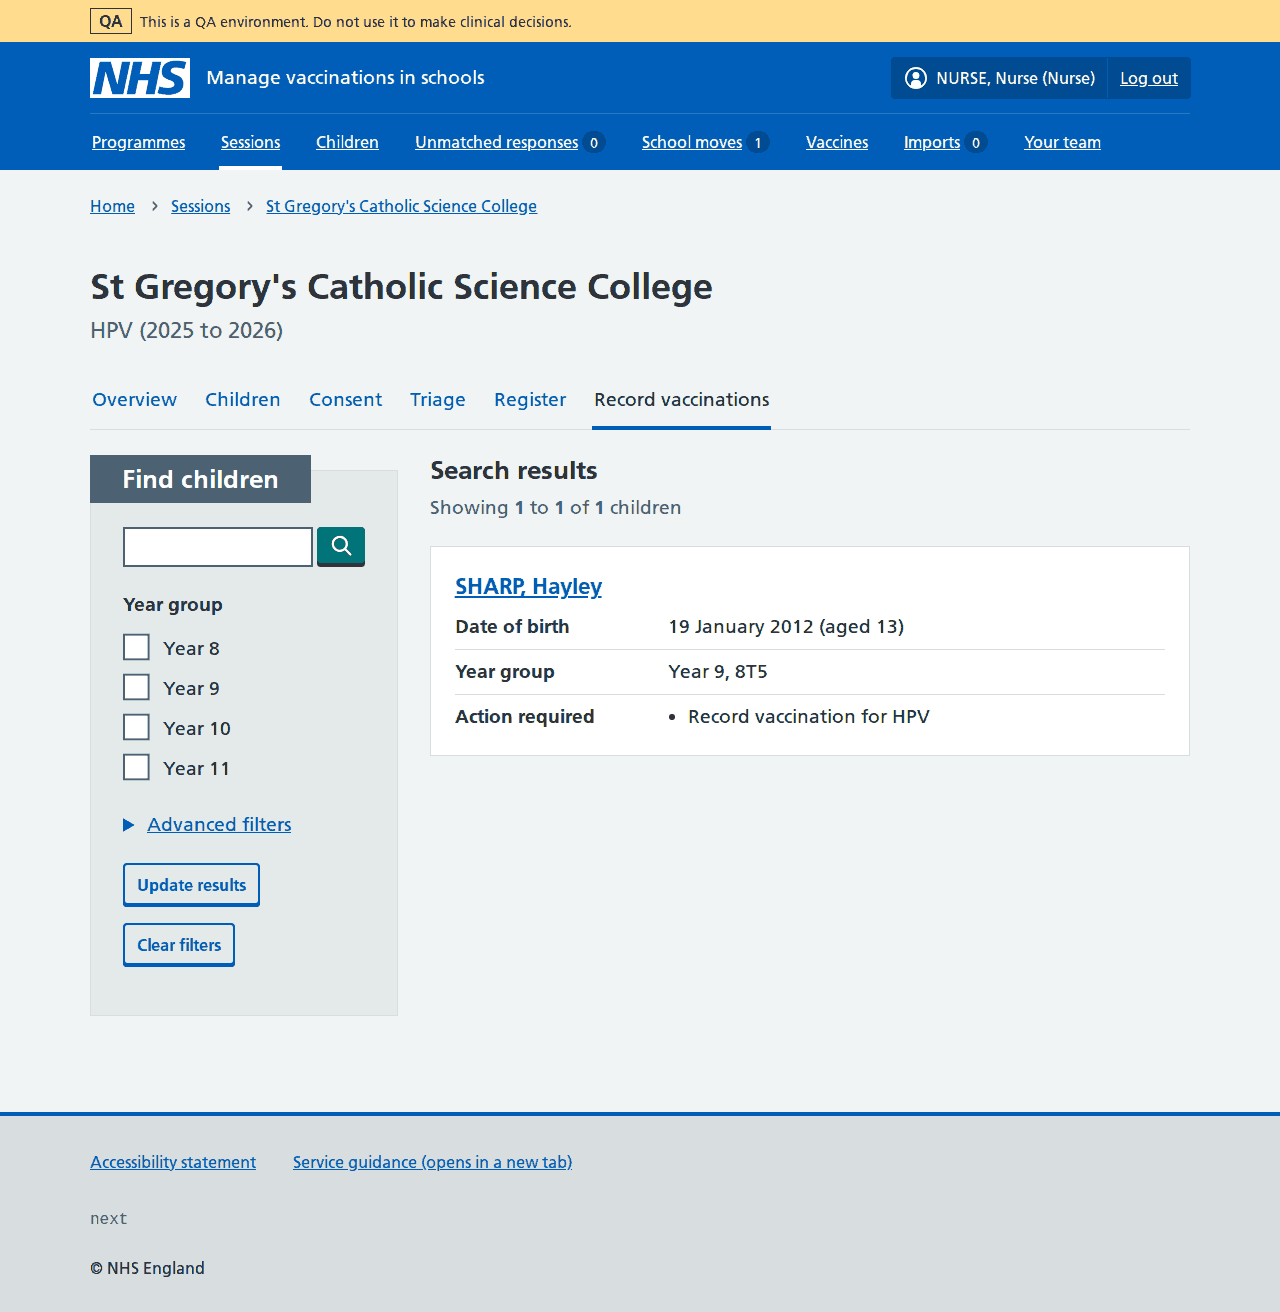 QA This is a QA environment. Do not use it to make clinical decisions.
NHS Manage vaccinations in schools NURSE, Nurse (Nurse) Log out
Programmes Sessions Children Unmatched responses 0 School moves 1 Vaccines Imports 0 Your team
Home Sessions St Gregory's Catholic Science College
St Gregory's Catholic Science College
HPV (2025 to 2026)
Overview Children Consent Triage Register Record vaccinations
Find children
Year group
Year 8
Year 9
Year 10
Year 11
Advanced filters
Update results
Clear filters
Search results
Showing 1 to 1 of 1 children
SHARP, Hayley
Date of birth 19 January 2012 (aged 13)
Year group Year 9, 8T5
Action required • Record vaccination for HPV
Accessibility statement Service guidance (opens in a new tab)
next
© NHS England